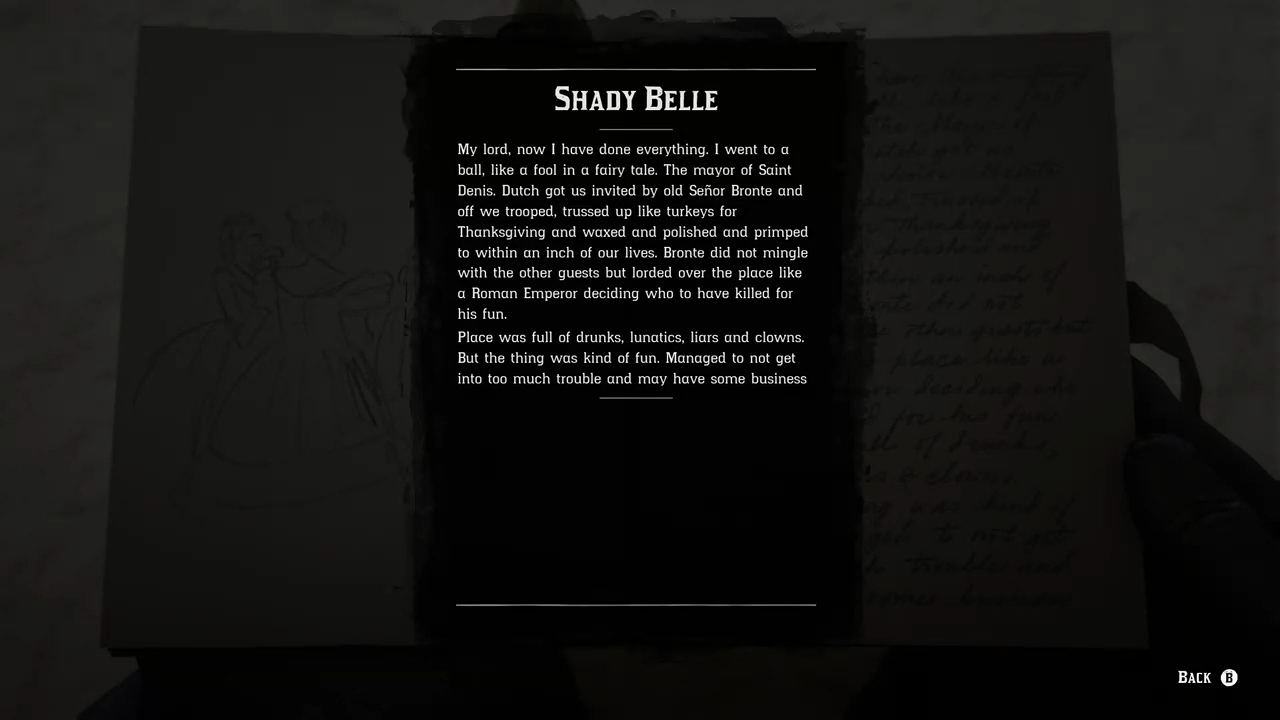 SHADY BELLE
My lord, now I have done everything. I went to a
ball, like a fool in a fairy tale. The mayor of Saint
Denis. Dutch got us invited by old Señor Bronte and
off we trooped, trussed up like turkeys for
Thanksgiving and waxed and polished and primped
to within an inch of our lives. Bronte did not mingle
with the other guests but lorded over the place like
a Roman Emperor deciding who to have killed for
his fun.
Place was full of drunks, lunatics, liars and clowns.
But the thing was kind of fun. Managed to not get
into too much trouble and may have some business
BACK B